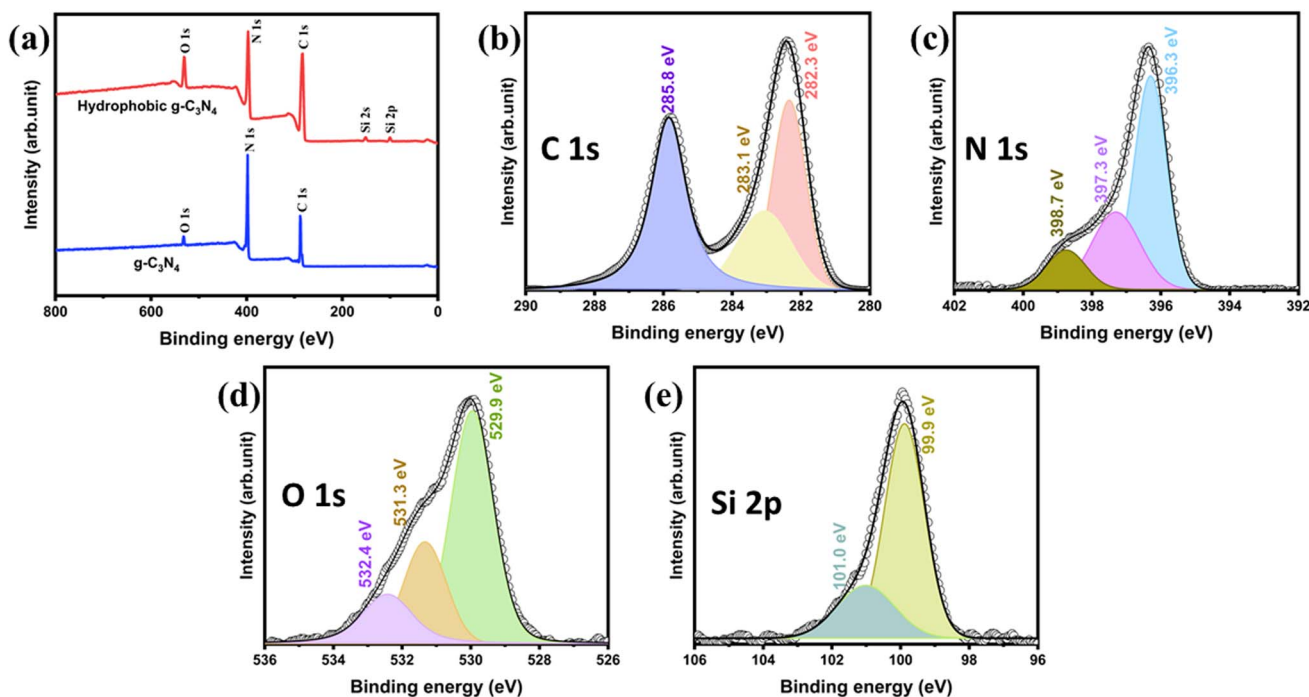 (a)
Intensity (arb.unit)
O 1s
N 1s
C 1s
Si 2s
Si 2p
Hydrophobic g-C₃N₄
O 1s
N 1s
C 1s
g-C₃N₄
800 600 400 200 0
Binding energy (eV)
(b)
Intensity (arb.unit)
C 1s
285.8 eV
283.1 eV
282.3 eV
290 288 286 284 282 280
Binding energy (eV)
(c)
Intensity (arb.unit)
N 1s
398.7 eV
397.3 eV
396.3 eV
402 400 398 396 394 392
Binding energy (eV)
(d)
Intensity (arb.unit)
O 1s
532.4 eV
531.3 eV
529.9 eV
536 534 532 530 528 526
Binding energy (eV)
(e)
Intensity (arb.unit)
Si 2p
101.0 eV
99.9 eV
106 104 102 100 98 96
Binding energy (eV)